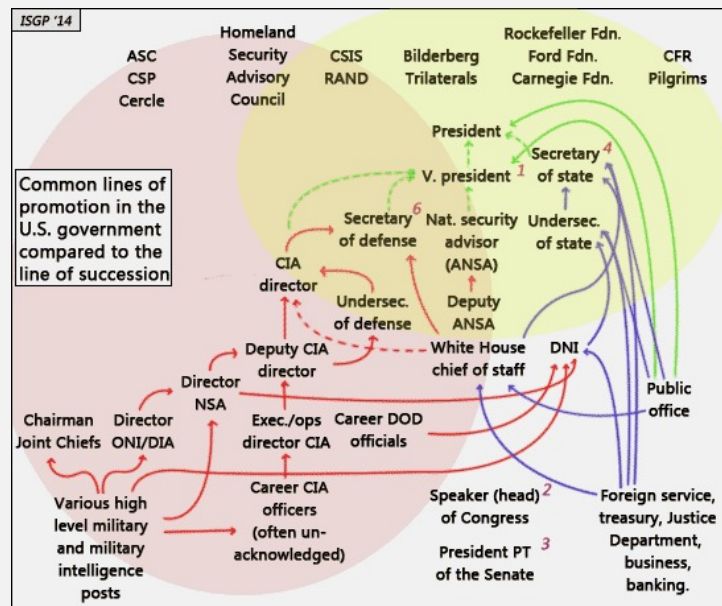 ISGP '14
ASC
CSP
Cercle
Homeland
Security
Advisory
Council
CSIS
RAND
Bilderberg
Trilaterals
Rockefeller Fdn.
Ford Fdn.
Carnegie Fdn.
CFR
Pilgrims
Common lines of
promotion in the
U.S. government
compared to the
line of succession
President
V. president 1
Secretary 4
of state
Secretary 6
of defense
Nat. security
advisor
(ANSA)
Undersec.
of state
CIA
director
Undersec.
of defense
Deputy
ANSA
Deputy CIA
director
White House
chief of staff
DNI
Director
NSA
Public
office
Chairman
Joint Chiefs
Director
ONI/DIA
Exec./ops
director CIA
Career DOD
officials
Various high
level military
and military
intelligence
posts
Career CIA
officers
(often un-
acknowledged)
Speaker (head) 2
of Congress
President PT 3
of the Senate
Foreign service,
treasury, Justice
Department,
business,
banking.